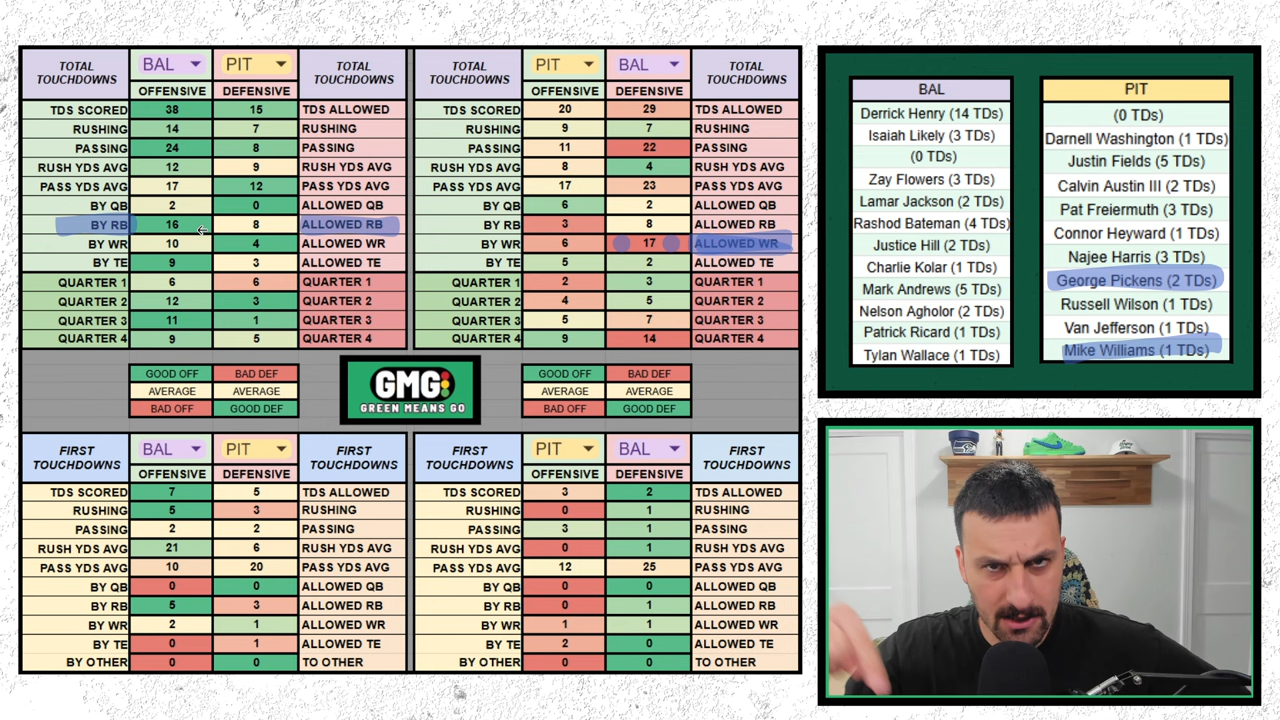 TOTAL TOUCHDOWNS BAL PIT TOTAL TOUCHDOWNS
OFFENSIVE DEFENSIVE
TDS SCORED 38 15 TDS ALLOWED
RUSHING 14 7 RUSHING
PASSING 24 8 PASSING
RUSH YDS AVG 12 9 RUSH YDS AVG
PASS YDS AVG 17 12 PASS YDS AVG
BY QB 2 0 ALLOWED QB
BY RB 16 8 ALLOWED RB
BY WR 10 4 ALLOWED WR
BY TE 9 3 ALLOWED TE
QUARTER 1 6 6 QUARTER 1
QUARTER 2 12 3 QUARTER 2
QUARTER 3 11 1 QUARTER 3
QUARTER 4 9 5 QUARTER 4
TOTAL TOUCHDOWNS PIT BAL TOTAL TOUCHDOWNS
OFFENSIVE DEFENSIVE
TDS SCORED 20 29 TDS ALLOWED
RUSHING 9 7 RUSHING
PASSING 11 22 PASSING
RUSH YDS AVG 8 4 RUSH YDS AVG
PASS YDS AVG 17 23 PASS YDS AVG
BY QB 6 2 ALLOWED QB
BY RB 3 8 ALLOWED RB
BY WR 6 17 ALLOWED WR
BY TE 5 2 ALLOWED TE
QUARTER 1 2 3 QUARTER 1
QUARTER 2 4 5 QUARTER 2
QUARTER 3 5 7 QUARTER 3
QUARTER 4 9 14 QUARTER 4
GOOD OFF BAD DEF
AVERAGE AVERAGE
BAD OFF GOOD DEF
GMG
GREEN MEANS GO
GOOD OFF BAD DEF
AVERAGE AVERAGE
BAD OFF GOOD DEF
FIRST TOUCHDOWNS BAL PIT FIRST TOUCHDOWNS
OFFENSIVE DEFENSIVE
TDS SCORED 7 5 TDS ALLOWED
RUSHING 5 3 RUSHING
PASSING 2 2 PASSING
RUSH YDS AVG 21 6 RUSH YDS AVG
PASS YDS AVG 10 20 PASS YDS AVG
BY QB 0 0 ALLOWED QB
BY RB 5 3 ALLOWED RB
BY WR 2 1 ALLOWED WR
BY TE 0 1 ALLOWED TE
BY OTHER 0 0 TO OTHER
FIRST TOUCHDOWNS PIT BAL FIRST TOUCHDOWNS
OFFENSIVE DEFENSIVE
TDS SCORED 3 2 TDS ALLOWED
RUSHING 0 1 RUSHING
PASSING 3 1 PASSING
RUSH YDS AVG 0 1 RUSH YDS AVG
PASS YDS AVG 12 25 PASS YDS AVG
BY QB 0 0 ALLOWED QB
BY RB 0 1 ALLOWED RB
BY WR 1 1 ALLOWED WR
BY TE 2 0 ALLOWED TE
BY OTHER 0 0 TO OTHER
BAL
Derrick Henry (14 TDs)
Isaiah Likely (3 TDs)
(0 TDs)
Zay Flowers (3 TDs)
Lamar Jackson (2 TDs)
Rashod Bateman (4 TDs)
Justice Hill (2 TDs)
Charlie Kolar (1 TDs)
Mark Andrews (5 TDs)
Nelson Agholor (2 TDs)
Patrick Ricard (1 TDs)
Tylan Wallace (1 TDs)
PIT
(0 TDs)
Darnell Washington (1 TDs)
Justin Fields (5 TDs)
Calvin Austin III (2 TDs)
Pat Freiermuth (3 TDs)
Connor Heyward (1 TDs)
Najee Harris (3 TDs)
George Pickens (2 TDs)
Russell Wilson (1 TDs)
Van Jefferson (1 TDs)
Mike Williams (1 TDs)